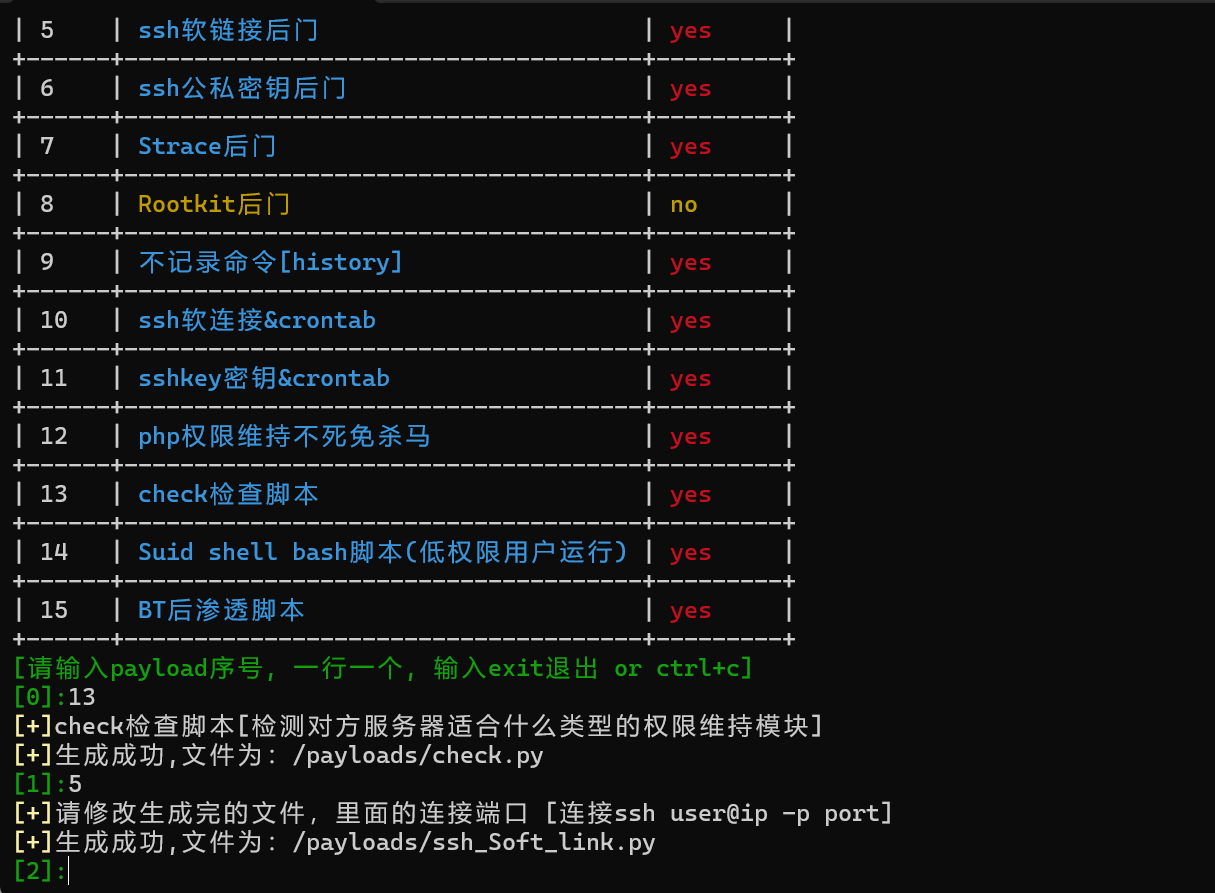 | 5 | ssh软链接后门 | yes |
| 6 | ssh公私密钥后门 | yes |
| 7 | Strace后门 | yes |
| 8 | Rootkit后门 | no |
| 9 | 不记录命令[history] | yes |
| 10 | ssh软连接&crontab | yes |
| 11 | sshkey密钥&crontab | yes |
| 12 | php权限维持不死免杀马 | yes |
| 13 | check检查脚本 | yes |
| 14 | Suid shell bash脚本(低权限用户运行) | yes |
| 15 | BT后渗透脚本 | yes |
[请输入payload序号, 一行一个, 输入exit退出 or ctrl+c]
[0]:13
[+]check检查脚本[检测对方服务器适合什么类型的权限维持模块]
[+]生成成功,文件为: /payloads/check.py
[1]:5
[+]请修改生成完的文件, 里面的连接端口 [连接ssh user@ip -p port]
[+]生成成功,文件为: /payloads/ssh_Soft_link.py
[2]: